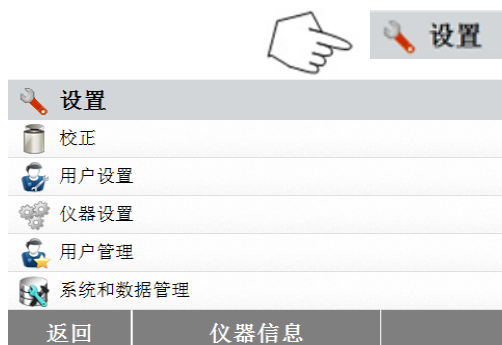 设置
设置
校正
用户设置
仪器设置
用户管理
系统和数据管理
返回 仪器信息